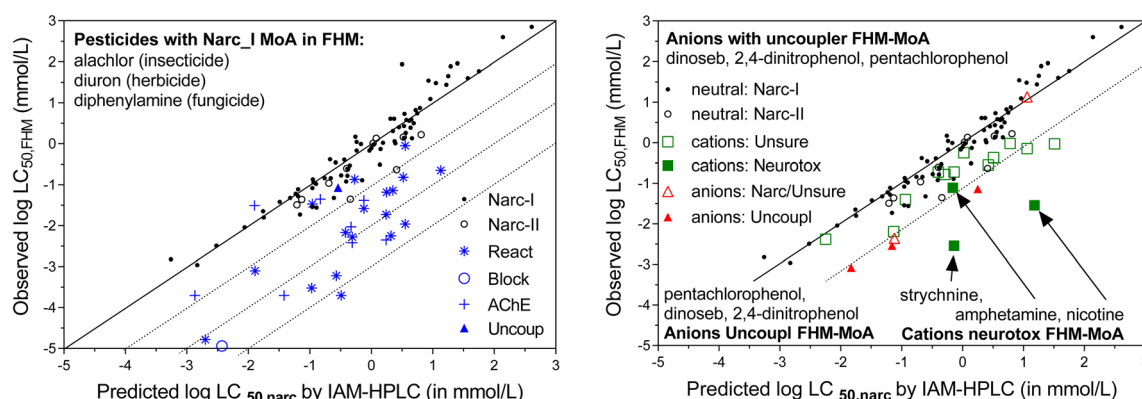 Pesticides with Narc_I MoA in FHM:
alachlor (insecticide)
diuron (herbicide)
diphenylamine (fungicide)
Observed log LC50,FHM (mmol/L)
3
2
1
0
-1
-2
-3
-4
-5
Narc-I
Narc-II
React
Block
AChE
Uncoup
-5 -4 -3 -2 -1 0 1 2 3
Predicted log LC 50,narc by IAM-HPLC (in mmol/L)
Anions with uncoupler FHM-MoA
dinoseb, 2,4-dinitrophenol, pentachlorophenol
Observed log LC50,FHM (mmol/L)
3
2
1
0
-1
-2
-3
-4
-5
neutral: Narc-I
neutral: Narc-II
cations: Unsure
cations: Neurotox
anions: Narc/Unsure
anions: Uncoupl
strychnine,
amphetamine, nicotine
Cations neurotox FHM-MoA
pentachlorophenol,
dinoseb, 2,4-dinitrophenol
Anions Uncoupl FHM-MoA
-5 -4 -3 -2 -1 0 1 2 3
Predicted log LC 50,narc by IAM-HPLC (in mmol/L)